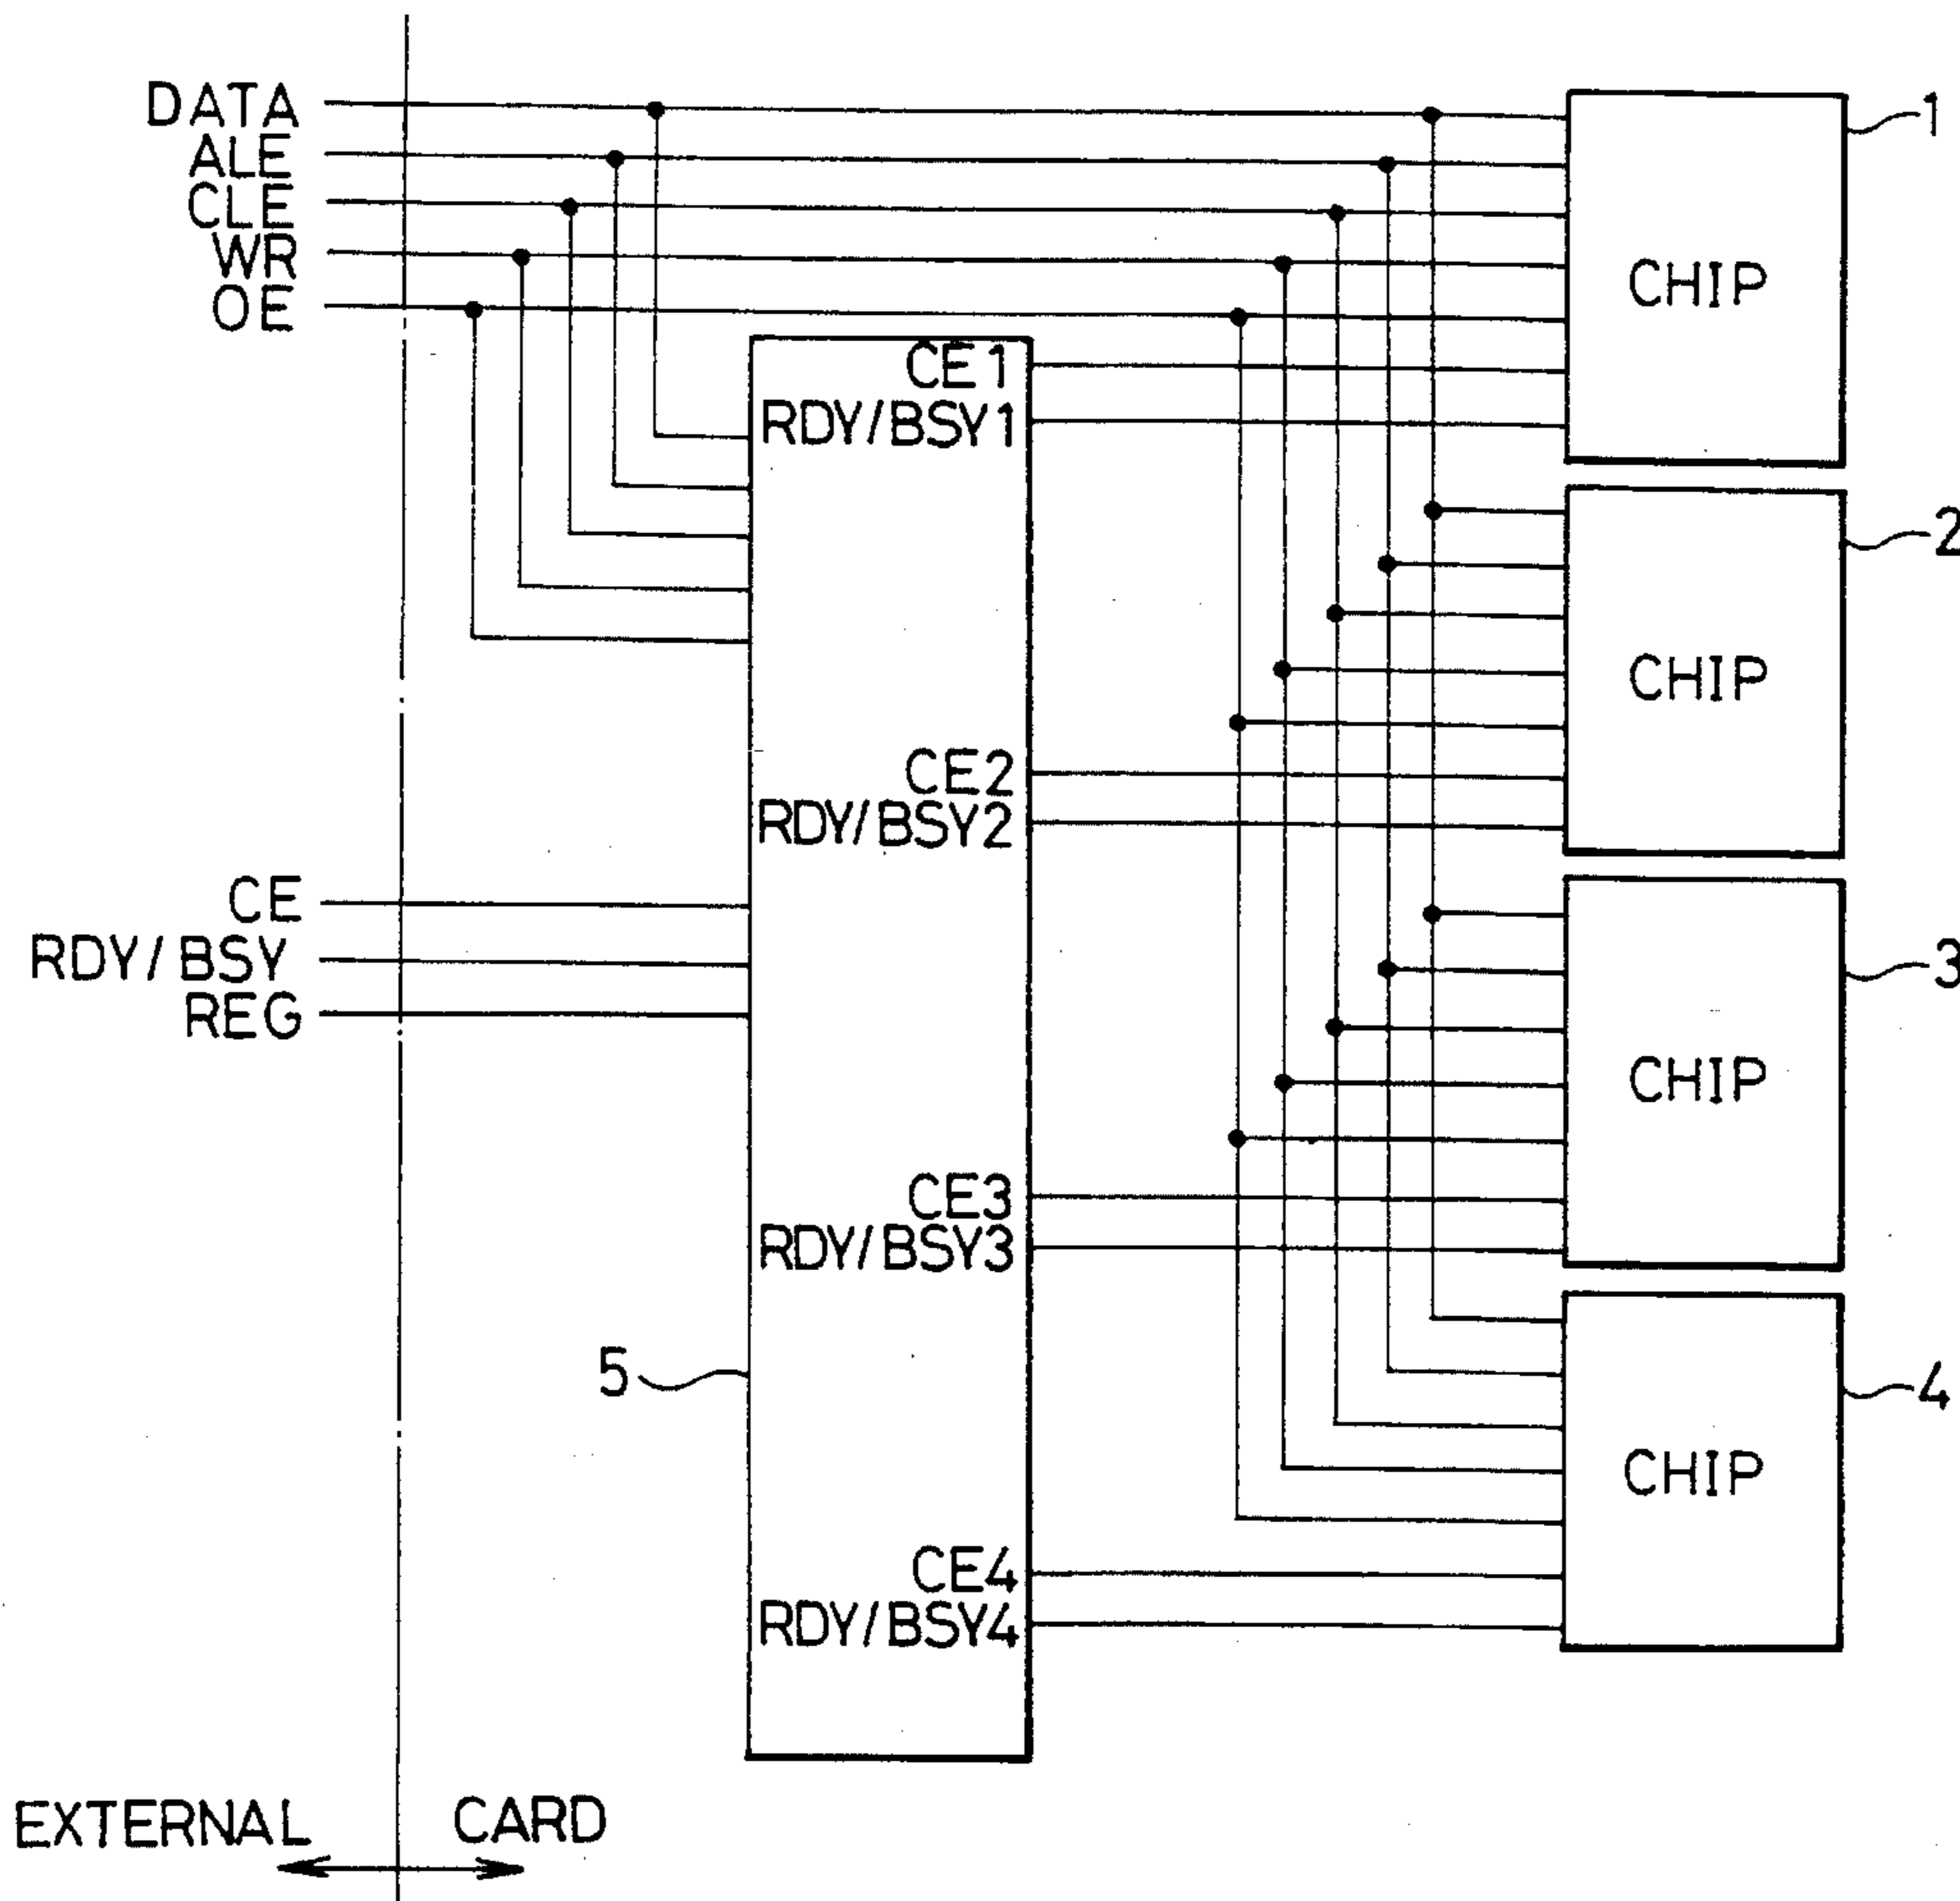 DATA
ALE
CLE
WR
OE
CE
RDY/BSY
REG
CE1
RDY/BSY1
CE2
RDY/BSY2
CE3
RDY/BSY3
CE4
RDY/BSY4
5
CHIP
1
CHIP
2
CHIP
3
CHIP
4
EXTERNAL
CARD